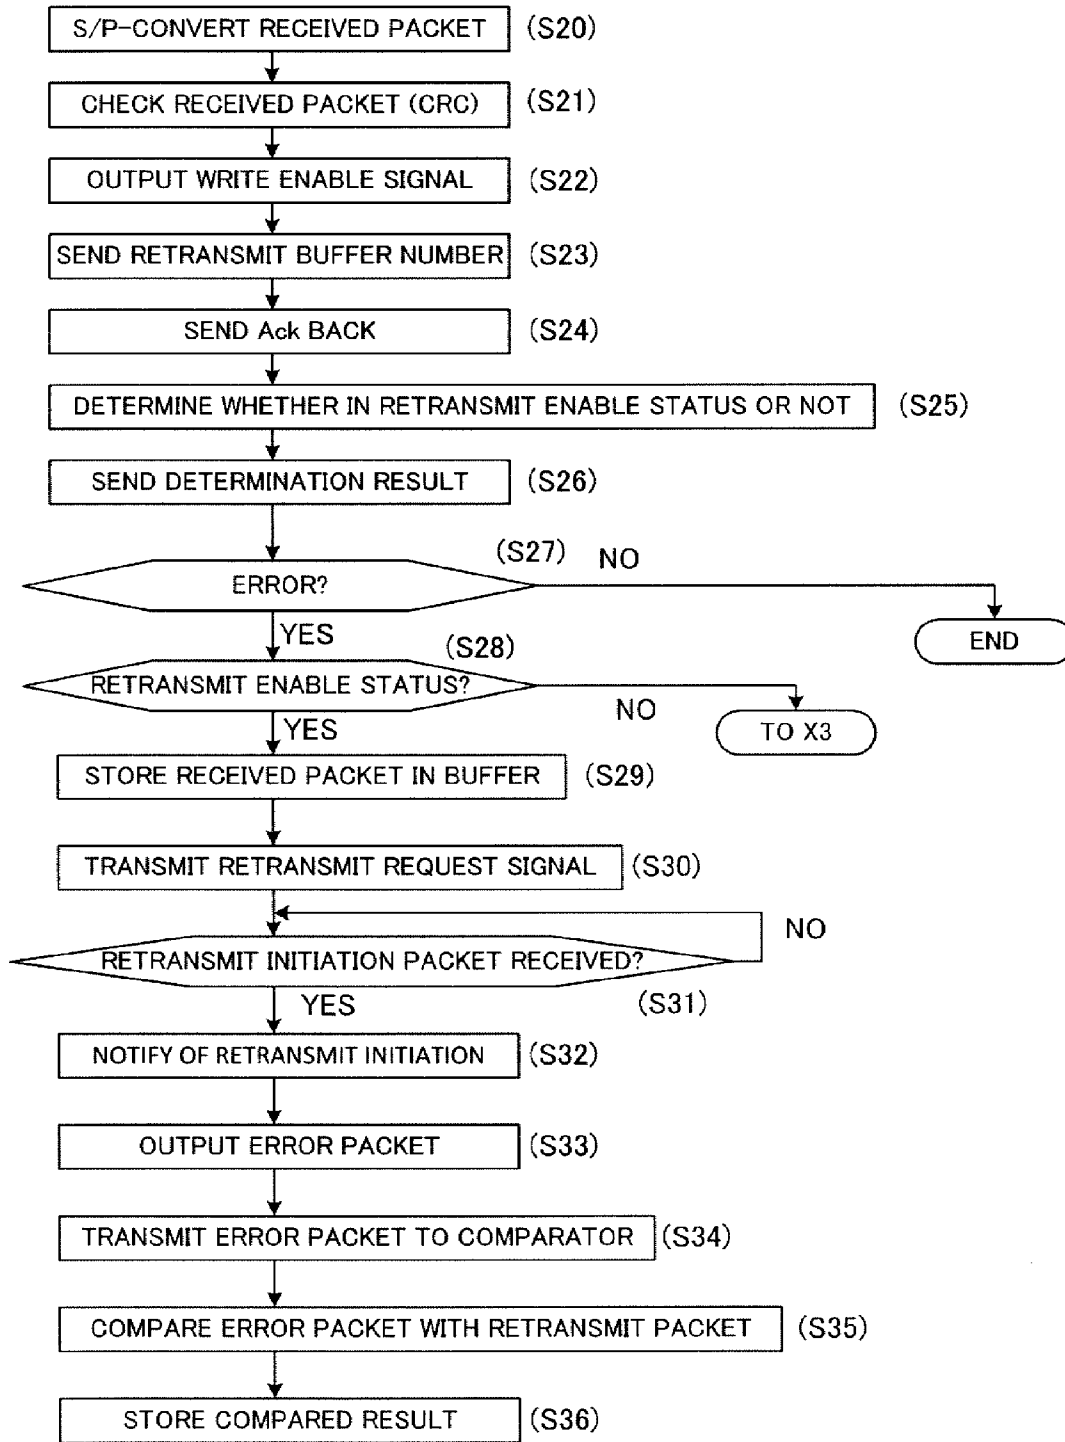 S/P-CONVERT RECEIVED PACKET (S20)
CHECK RECEIVED PACKET (CRC) (S21)
OUTPUT WRITE ENABLE SIGNAL (S22)
SEND RETRANSMIT BUFFER NUMBER (S23)
SEND Ack BACK (S24)
DETERMINE WHETHER IN RETRANSMIT ENABLE STATUS OR NOT (S25)
SEND DETERMINATION RESULT (S26)
(S27) NO
ERROR?
YES
END
(S28)
RETRANSMIT ENABLE STATUS?
NO
YES
TO X3
STORE RECEIVED PACKET IN BUFFER (S29)
TRANSMIT RETRANSMIT REQUEST SIGNAL (S30)
NO
RETRANSMIT INITIATION PACKET RECEIVED?
YES (S31)
NOTIFY OF RETRANSMIT INITIATION (S32)
OUTPUT ERROR PACKET (S33)
TRANSMIT ERROR PACKET TO COMPARATOR (S34)
COMPARE ERROR PACKET WITH RETRANSMIT PACKET (S35)
STORE COMPARED RESULT (S36)